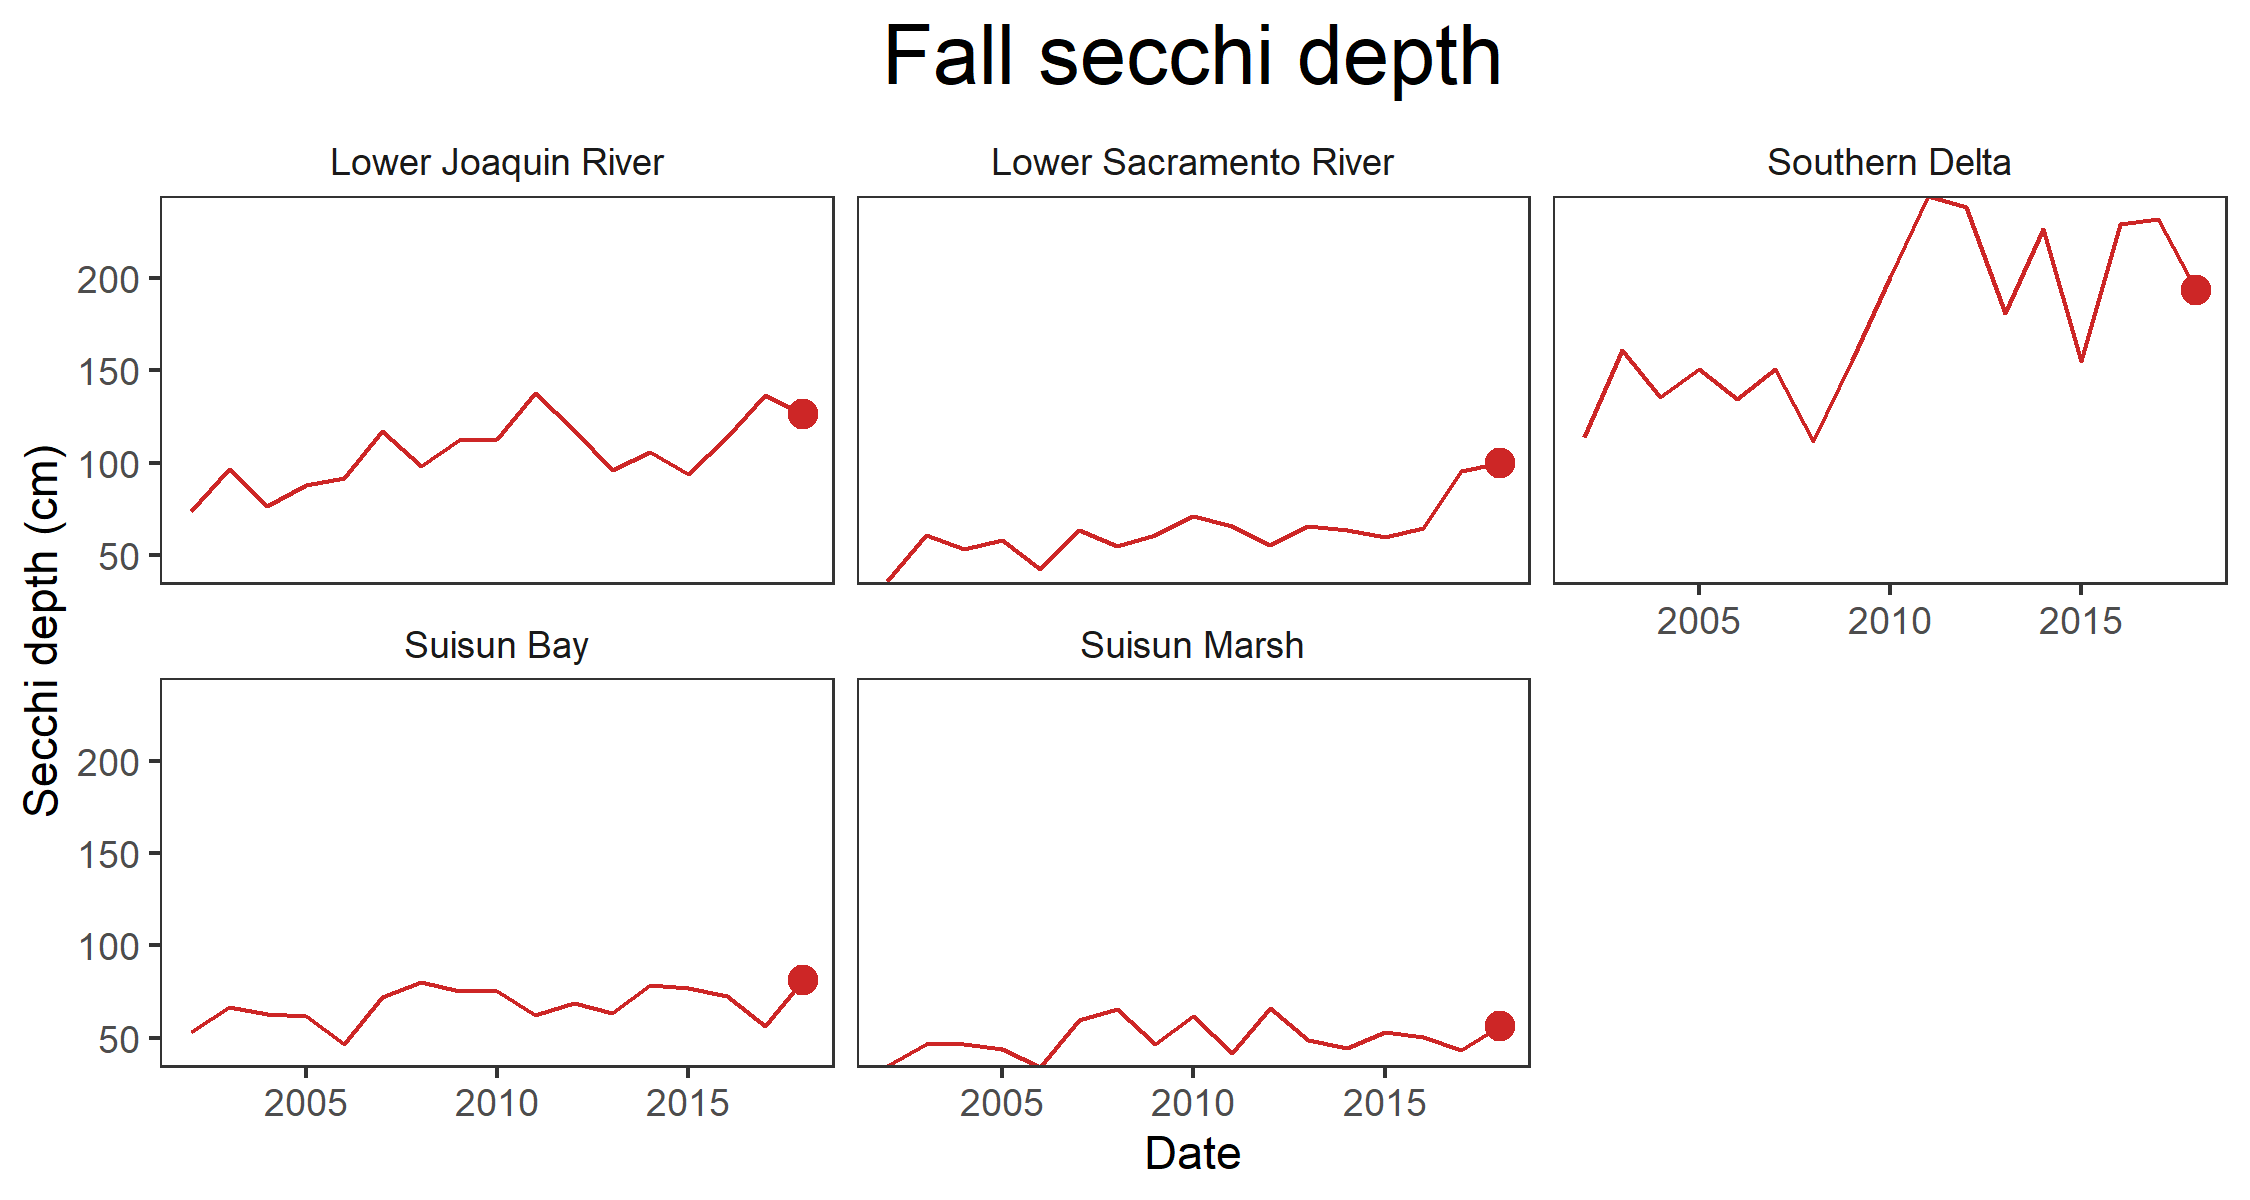 Fall secchi depth
Lower Joaquin River
Lower Sacramento River
Southern Delta
200
150
100
50
2005
2010
2015
Suisun Bay
Suisun Marsh
200
150
100
50
2005
2010
2015
2005
2010
2015
Secchi depth (cm)
Date